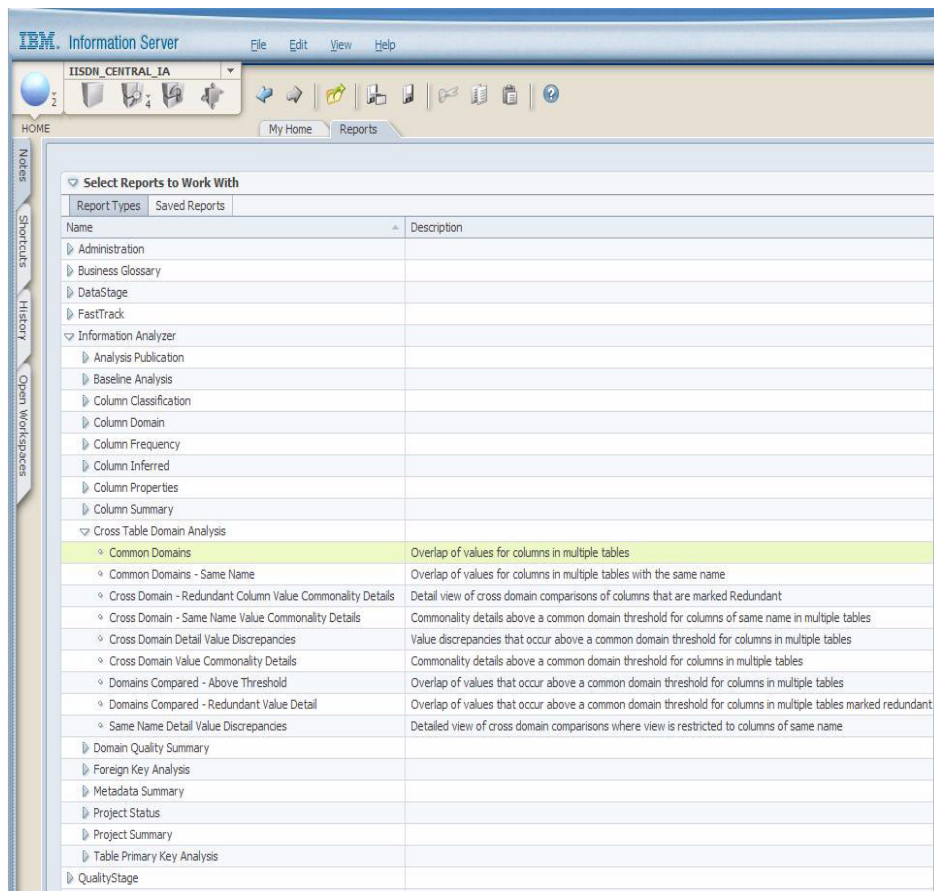 IBM. Information Server File Edit View Help
IISDN_CENTRAL_IA
2 4
HOME My Home Reports
Notes
Shortcuts
History
Open Workspaces
Select Reports to Work With
Report Types Saved Reports
Name Description
Administration
Business Glossary
DataStage
FastTrack
Information Analyzer
Analysis Publication
Baseline Analysis
Column Classification
Column Domain
Column Frequency
Column Inferred
Column Properties
Column Summary
Cross Table Domain Analysis
Common Domains Overlap of values for columns in multiple tables
Common Domains - Same Name Overlap of values for columns in multiple tables with the same name
Cross Domain - Redundant Column Value Commonality Details Detail view of cross domain comparisons of columns that are marked Redundant
Cross Domain - Same Name Value Commonality Details Commonality details above a common domain threshold for columns of same name in multiple tables
Cross Domain Detail Value Discrepancies Value discrepancies that occur above a common domain threshold for columns in multiple tables
Cross Domain Value Commonality Details Commonality details above a common domain threshold for columns in multiple tables
Domains Compared - Above Threshold Overlap of values that occur above a common domain threshold for columns in multiple tables
Domains Compared - Redundant Value Detail Overlap of values that occur above a common domain threshold for columns in multiple tables marked redundant
Same Name Detail Value Discrepancies Detailed view of cross domain comparisons where view is restricted to columns of same name
Domain Quality Summary
Foreign Key Analysis
Metadata Summary
Project Status
Project Summary
Table Primary Key Analysis
QualityStage